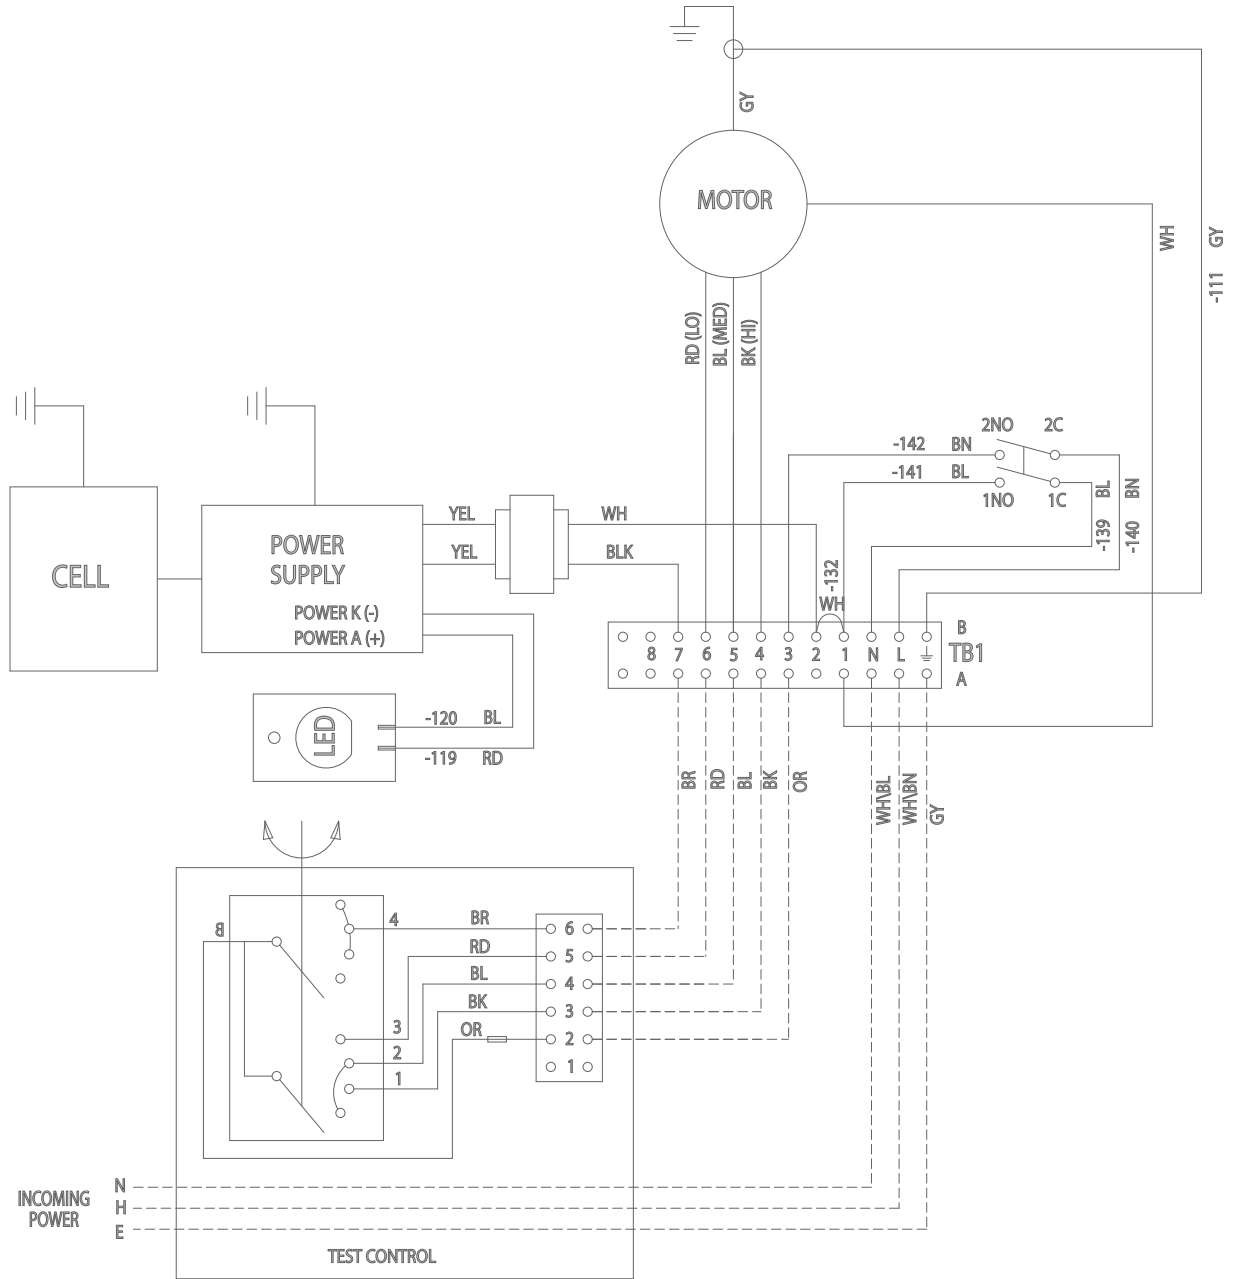 GY
MOTOR
WH
GY
-111
RD (LO)
BL (MED)
BK (HI)
2NO
2C
-142
BN
-141
BL
1NO
1C
BL
BN
-139
-140
YEL
WH
YEL
BLK
CELL
POWER
SUPPLY
POWER K (-)
POWER A (+)
-132
WH
B
8 7 6 5 4 3 2 1 N L
TB1
A
-120
BL
LED
-119
RD
BR
RD
BL
BK
OR
WH\BL
WH\BN
GY
B
4
BR
6
RD
5
BL
4
BK
3
3
OR
2
2
1
1
INCOMING
POWER
N
H
E
TEST CONTROL